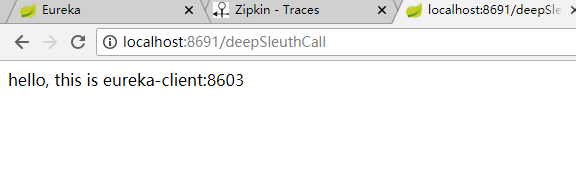 Eureka
Zipkin - Traces
localhost:8691/deepSle
localhost:8691/deepSleuthCall
hello, this is eureka-client:8603